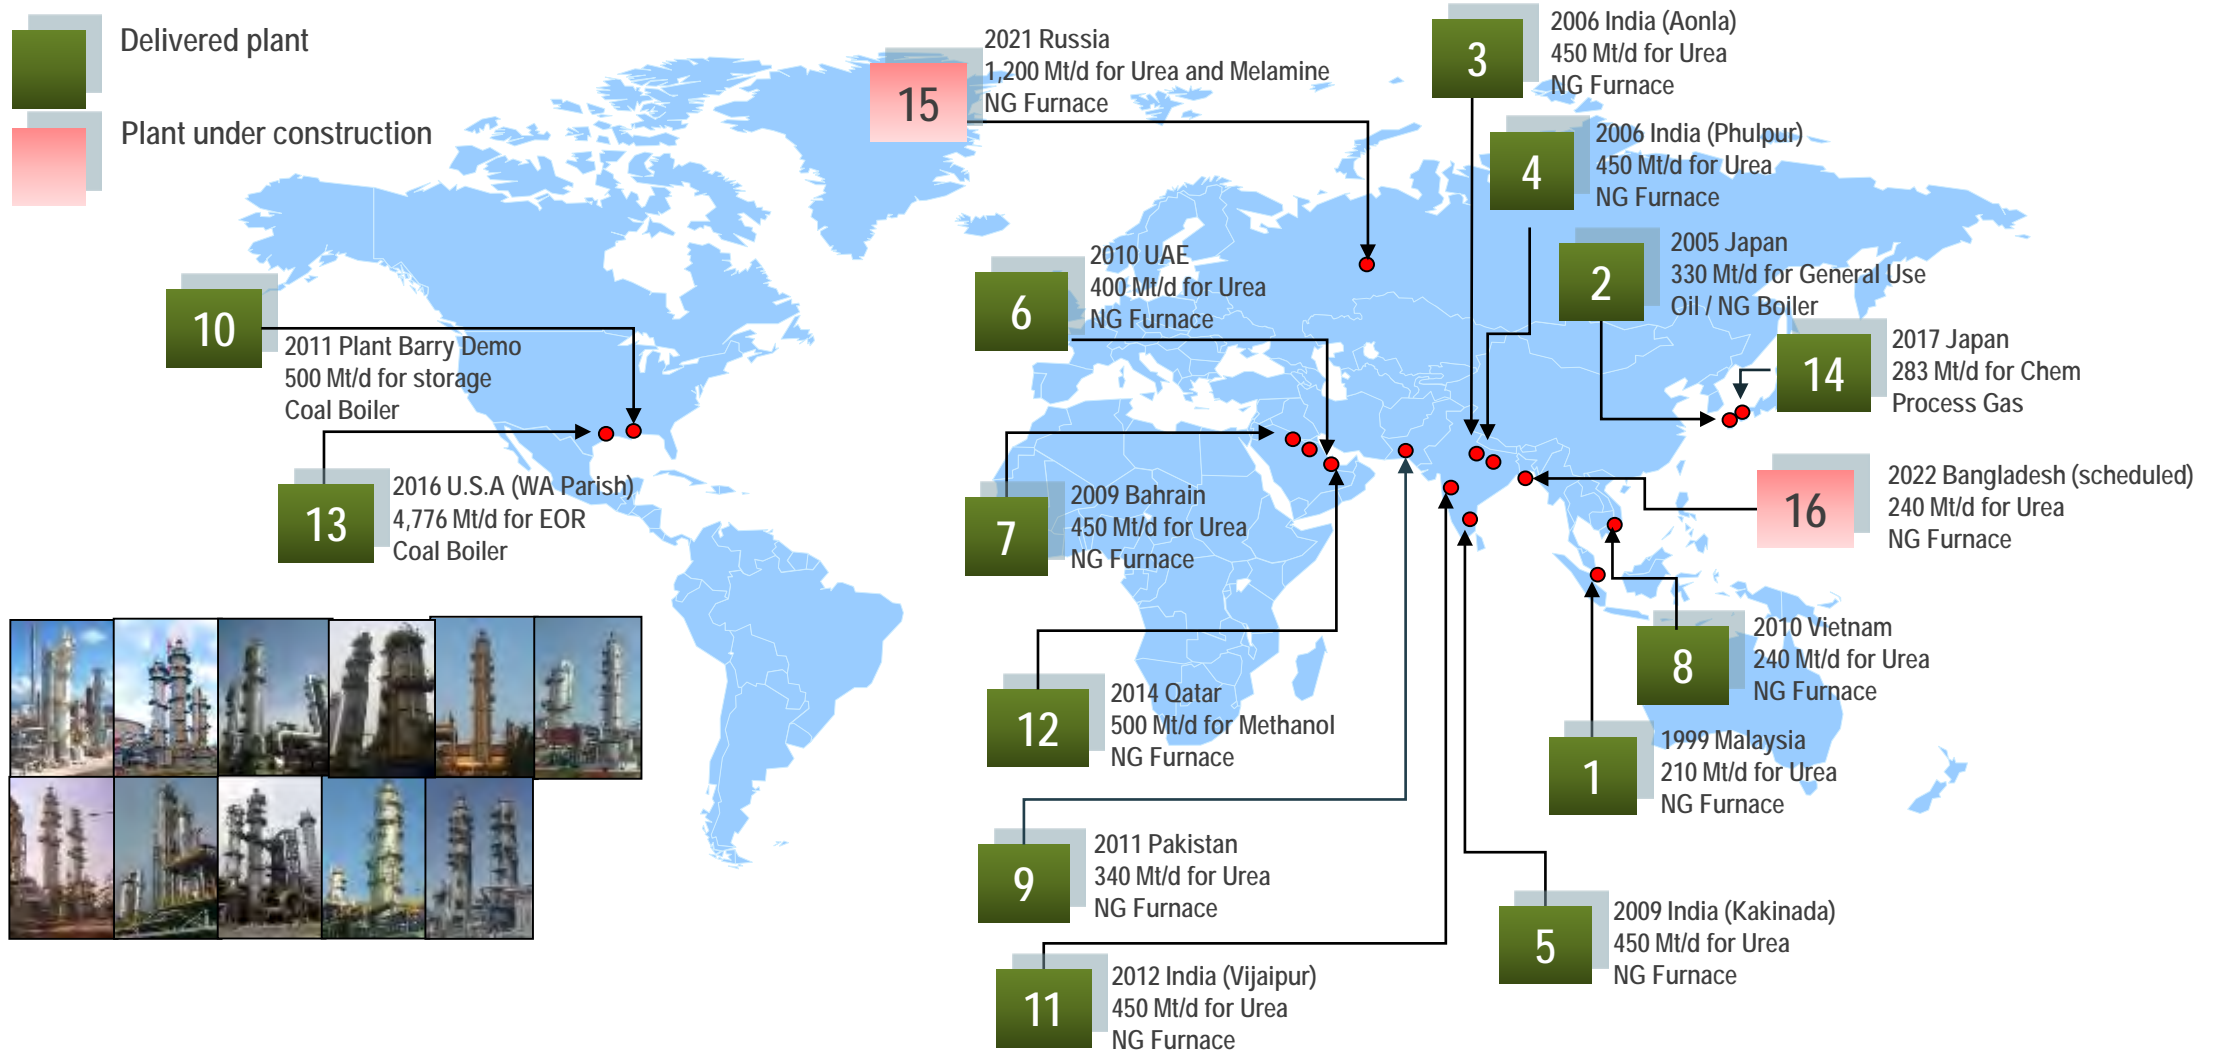 Delivered plant
Plant under construction
15
2021 Russia
1,200 Mt/d for Urea and Melamine
NG Furnace
3
2006 India (Aonla)
450 Mt/d for Urea
NG Furnace
4
2006 India (Phulpur)
450 Mt/d for Urea
NG Furnace
2
2005 Japan
330 Mt/d for General Use
Oil / NG Boiler
6
2010 UAE
400 Mt/d for Urea
NG Furnace
10
2011 Plant Barry Demo
500 Mt/d for storage
Coal Boiler
14
2017 Japan
283 Mt/d for Chem
Process Gas
13
2016 U.S.A (WA Parish)
4,776 Mt/d for EOR
Coal Boiler
7
2009 Bahrain
450 Mt/d for Urea
NG Furnace
16
2022 Bangladesh (scheduled)
240 Mt/d for Urea
NG Furnace
8
2010 Vietnam
240 Mt/d for Urea
NG Furnace
12
2014 Qatar
500 Mt/d for Methanol
NG Furnace
1
1999 Malaysia
210 Mt/d for Urea
NG Furnace
9
2011 Pakistan
340 Mt/d for Urea
NG Furnace
5
2009 India (Kakinada)
450 Mt/d for Urea
NG Furnace
11
2012 India (Vijaipur)
450 Mt/d for Urea
NG Furnace